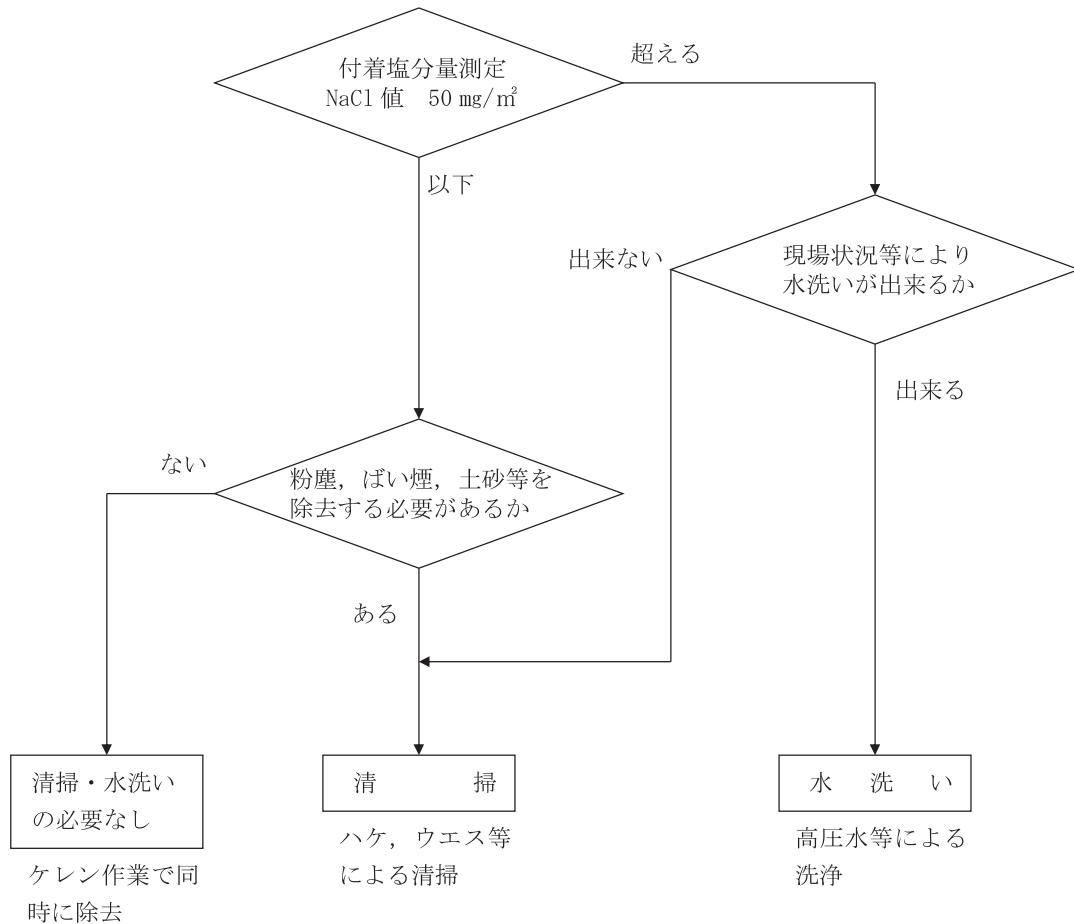 付着塩分量測定
NaCl値　50 mg/㎡
超える
以下
現場状況等により
水洗いが出来るか
出来ない
出来る
粉塵，ばい煙，土砂等を
除去する必要があるか
ない
ある
清掃・水洗い
の必要なし
ケレン作業で同
時に除去
清　　　　掃
ハケ，ウエス等
による清掃
水　洗　い
高圧水等による
洗浄